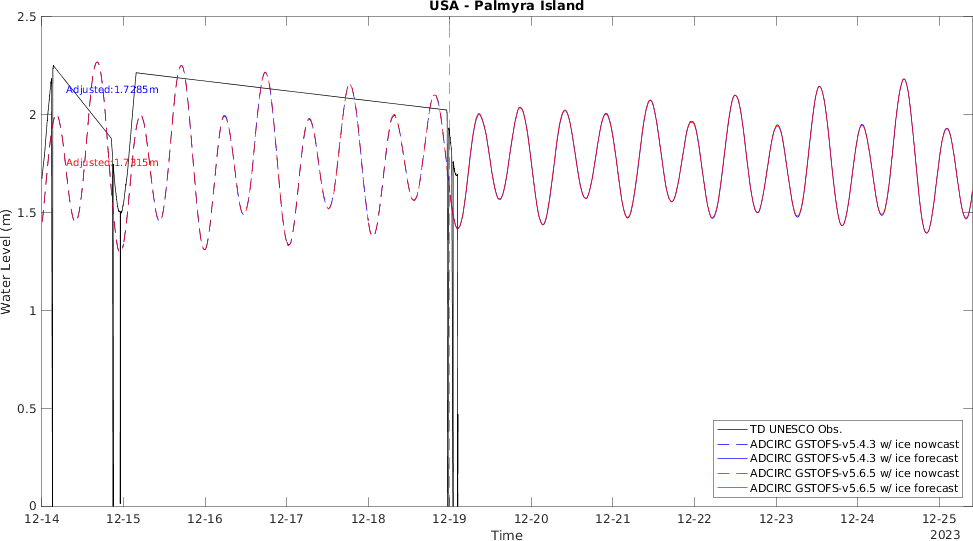 USA - Palmyra Island
2.5
2
1.5
1
0.5
0
Water Level (m)
Adjusted:1.7285m
Adjusted:1.7315m
TD UNESCO Obs.
ADCIRC GSTOFS-v5.4.3 w/ ice nowcast
ADCIRC GSTOFS-v5.4.3 w/ ice forecast
ADCIRC GSTOFS-v5.6.5 w/ ice nowcast
ADCIRC GSTOFS-v5.6.5 w/ ice forecast
12-14 12-15 12-16 12-17 12-18 12-19 12-20 12-21 12-22 12-23 12-24 12-25
Time
2023